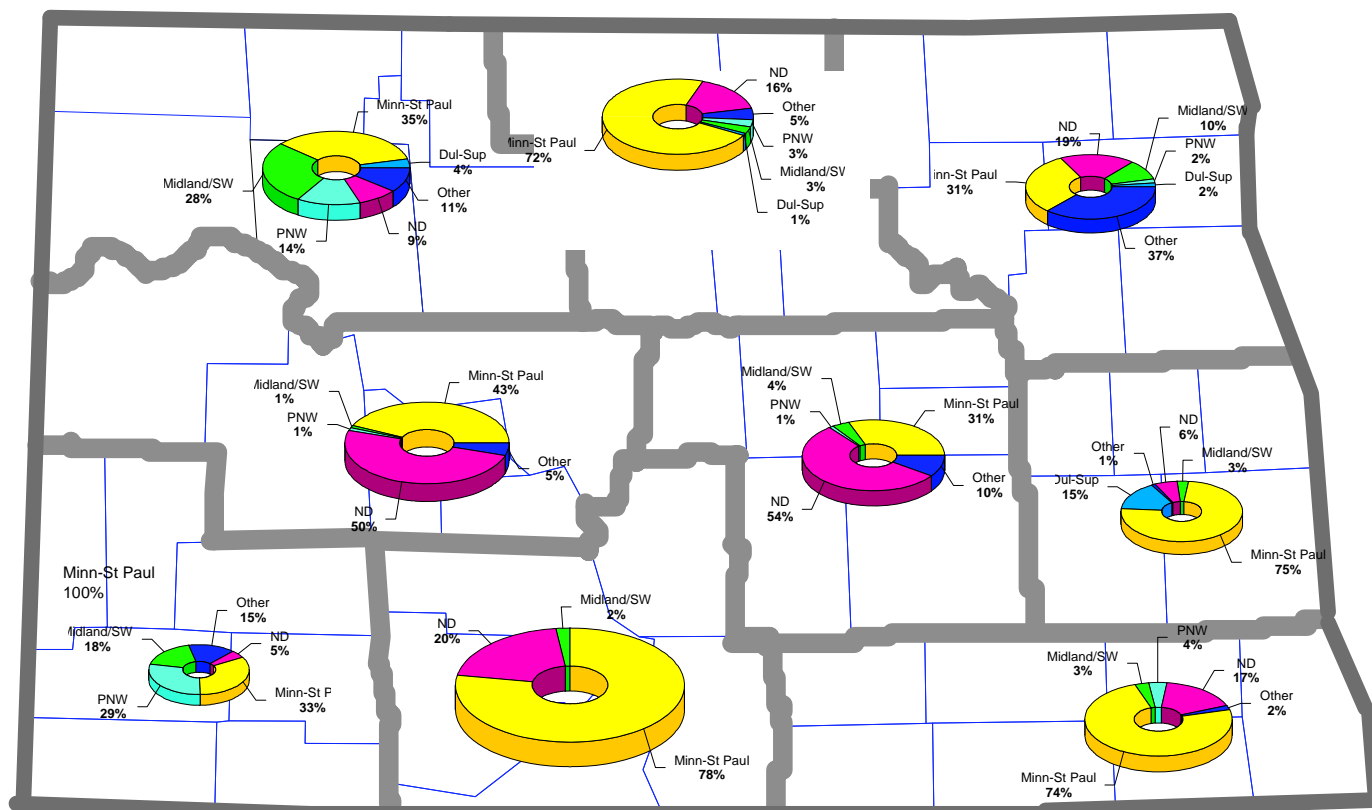 Minn-St Paul
35%
Dul-Sup
4%
Other
11%
ND
9%
PNW
14%
Midland/SW
28%
ND
16%
Other
5%
PNW
3%
Midland/SW
3%
Dul-Sup
1%
Minn-St Paul
72%
ND
19%
Midland/SW
10%
PNW
2%
Dul-Sup
2%
Other
37%
inn-St Paul
31%
Midland/SW
1%
PNW
1%
Minn-St Paul
43%
Other
5%
ND
50%
Midland/SW
4%
PNW
1%
Minn-St Paul
31%
Other
10%
ND
54%
ND
6%
Other
1%
Midland/SW
3%
Dul-Sup
15%
Minn-St Paul
75%
Minn-St Paul
100%
Other
15%
ND
5%
Midland/SW
18%
PNW
29%
Minn-St P
33%
Midland/SW
2%
ND
20%
Minn-St Paul
78%
PNW
4%
Midland/SW
3%
ND
17%
Other
2%
Minn-St Paul
74%